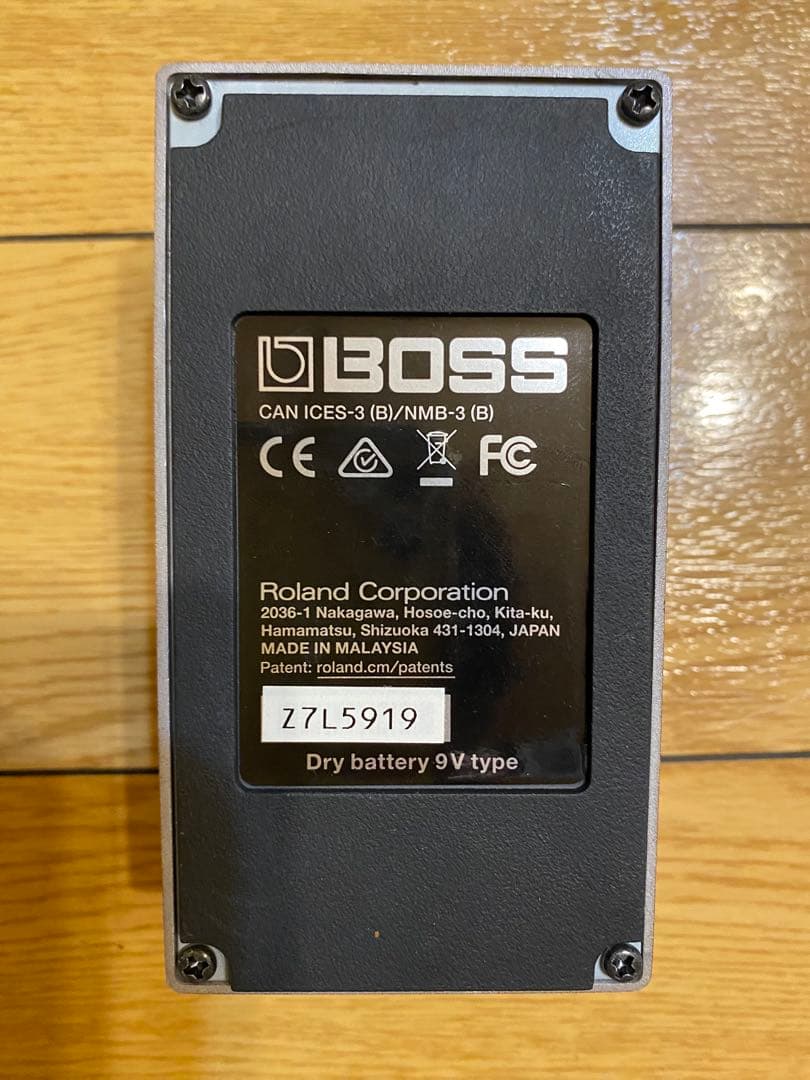 BOSS
CAN ICES-3 (B)/NMB-3 (B)
CE FC
Roland Corporation
2036-1 Nakagawa, Hosoe-cho, Kita-ku,
Hamamatsu, Shizuoka 431-1304, JAPAN
MADE IN MALAYSIA
Patent: roland.cm/patents
Z7L5919
Dry battery 9V type